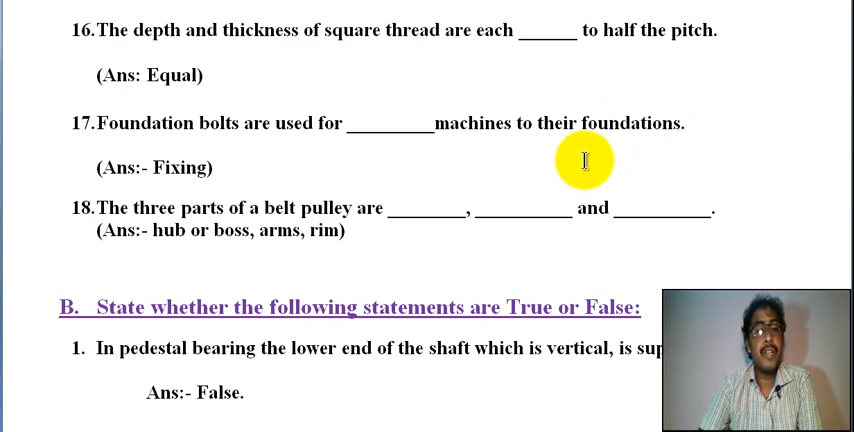 16.The depth and thickness of square thread are each ______ to half the pitch.
(Ans: Equal)
17.Foundation bolts are used for _________machines to their foundations.
(Ans:- Fixing)
18.The three parts of a belt pulley are ________, __________ and __________.
(Ans:- hub or boss, arms, rim)
B. State whether the following statements are True or False:
1. In pedestal bearing the lower end of the shaft which is vertical, is
Ans:- False.